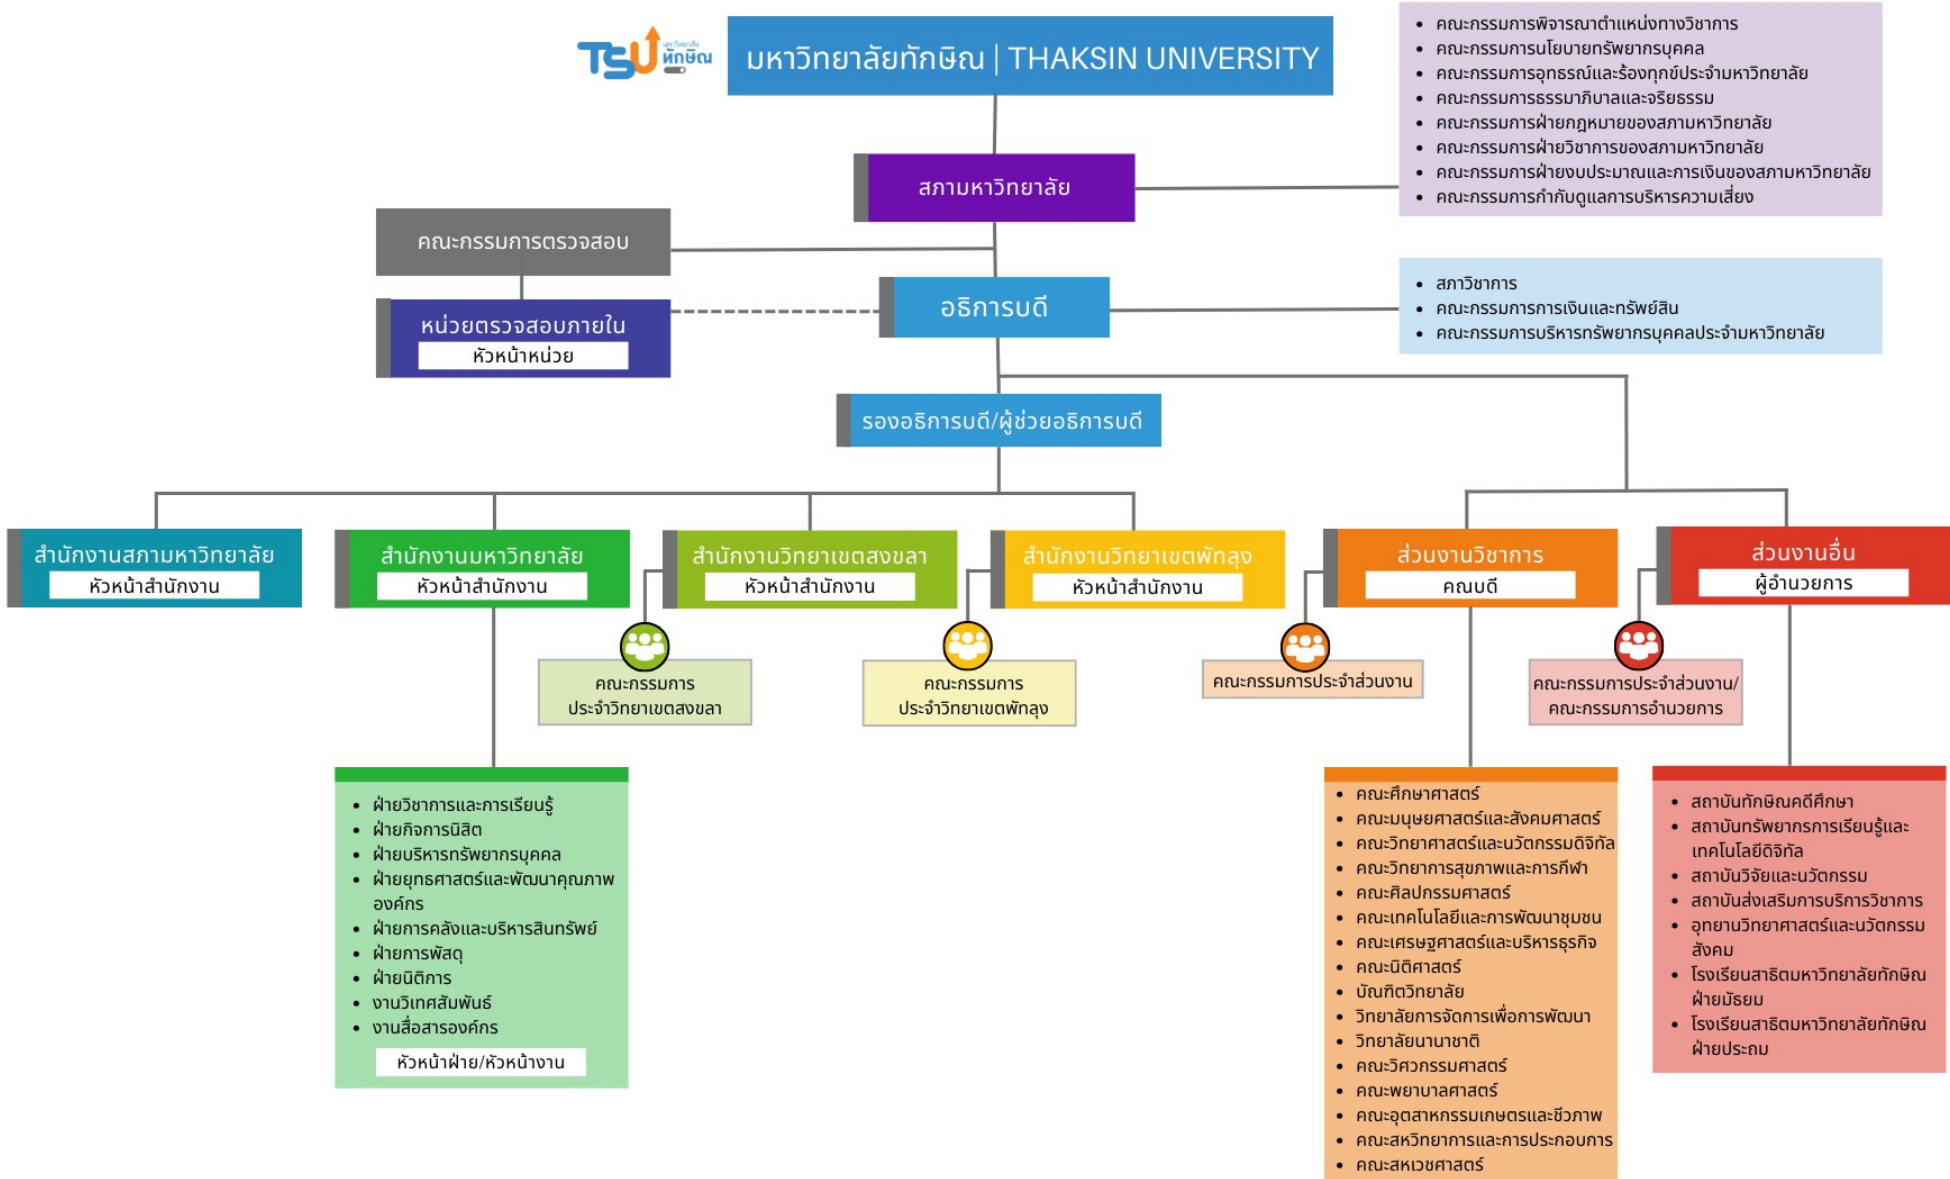 TSU
มหาวิทยาลัย
ทักษิณ
มหาวิทยาลัยทักษิณ | THAKSIN UNIVERSITY
• คณะกรรมการพิจารณาตำแหน่งทางวิชาการ
• คณะกรรมการนโยบายทรัพยากรบุคคล
• คณะกรรมการอุทธรณ์และร้องทุกข์ประจำมหาวิทยาลัย
• คณะกรรมการธรรมาภิบาลและจริยธรรม
• คณะกรรมการฝ่ายกฎหมายของสภามหาวิทยาลัย
• คณะกรรมการฝ่ายวิชาการของสภามหาวิทยาลัย
• คณะกรรมการฝ่ายงบประมาณและการเงินของสภามหาวิทยาลัย
• คณะกรรมการกำกับดูแลการบริหารความเสี่ยง
สภามหาวิทยาลัย
คณะกรรมการตรวจสอบ
หน่วยตรวจสอบภายใน
หัวหน้าหน่วย
อธิการบดี
• สภาวิชาการ
• คณะกรรมการการเงินและทรัพย์สิน
• คณะกรรมการบริหารทรัพยากรบุคคลประจำมหาวิทยาลัย
รองอธิการบดี/ผู้ช่วยอธิการบดี
สำนักงานสภามหาวิทยาลัย
หัวหน้าสำนักงาน
สำนักงานมหาวิทยาลัย
หัวหน้าสำนักงาน
สำนักงานวิทยาเขตสงขลา
หัวหน้าสำนักงาน
สำนักงานวิทยาเขตพัทลุง
หัวหน้าสำนักงาน
ส่วนงานวิชาการ
คณบดี
ส่วนงานอื่น
ผู้อำนวยการ
คณะกรรมการ
ประจำวิทยาเขตสงขลา
คณะกรรมการ
ประจำวิทยาเขตพัทลุง
คณะกรรมการประจำส่วนงาน
คณะกรรมการประจำส่วนงาน/
คณะกรรมการอำนวยการ
• ฝ่ายวิชาการและการเรียนรู้
• ฝ่ายกิจการนิสิต
• ฝ่ายบริหารทรัพยากรบุคคล
• ฝ่ายยุทธศาสตร์และพัฒนาคุณภาพ
องค์กร
• ฝ่ายการคลังและบริหารสินทรัพย์
• ฝ่ายการพัสดุ
• ฝ่ายนิติการ
• งานวิเทศสัมพันธ์
• งานสื่อสารองค์กร
หัวหน้าฝ่าย/หัวหน้างาน
• คณะศึกษาศาสตร์
• คณะมนุษยศาสตร์และสังคมศาสตร์
• คณะวิทยาศาสตร์และนวัตกรรมดิจิทัล
• คณะวิทยาการสุขภาพและการกีฬา
• คณะศิลปกรรมศาสตร์
• คณะเทคโนโลยีและการพัฒนาชุมชน
• คณะเศรษฐศาสตร์และบริหารธุรกิจ
• คณะนิติศาสตร์
• บัณฑิตวิทยาลัย
• วิทยาลัยการจัดการเพื่อการพัฒนา
• วิทยาลัยนานาชาติ
• คณะวิศวกรรมศาสตร์
• คณะพยาบาลศาสตร์
• คณะอุตสาหกรรมเกษตรและชีวภาพ
• คณะสหวิทยาการและการประกอบการ
• คณะสหเวชศาสตร์
• สถาบันทักษิณคดีศึกษา
• สถาบันทรัพยากรการเรียนรู้และ
เทคโนโลยีดิจิทัล
• สถาบันวิจัยและนวัตกรรม
• สถาบันส่งเสริมการบริการวิชาการ
• อุทยานวิทยาศาสตร์และนวัตกรรม
สังคม
• โรงเรียนสาธิตมหาวิทยาลัยทักษิณ
ฝ่ายมัธยม
• โรงเรียนสาธิตมหาวิทยาลัยทักษิณ
ฝ่ายประถม